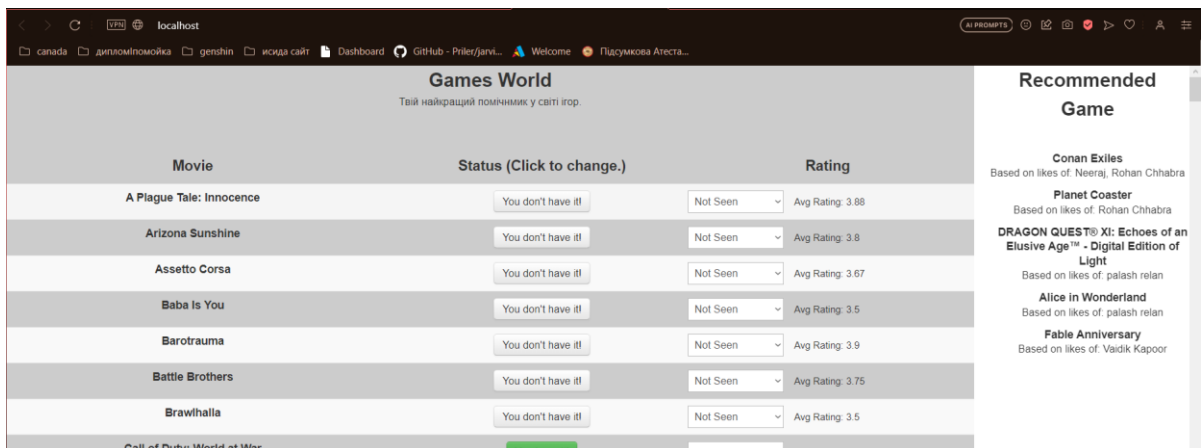 VPN localhost AI PROMPTS
canada дипломІпомойка genshin исида сайт Dashboard GitHub - Priler/jarvi... Welcome Підсумкова Атеста...
Games World
Твій найкращий помічнмик у світі ігор.
Movie Status (Click to change.) Rating
A Plague Tale: Innocence You don't have it! Not Seen Avg Rating: 3.88
Arizona Sunshine You don't have it! Not Seen Avg Rating: 3.8
Assetto Corsa You don't have it! Not Seen Avg Rating: 3.67
Baba Is You You don't have it! Not Seen Avg Rating: 3.5
Barotrauma You don't have it! Not Seen Avg Rating: 3.9
Battle Brothers You don't have it! Not Seen Avg Rating: 3.75
Brawlhalla You don't have it! Not Seen Avg Rating: 3.5
Call of Duty: World at War
Recommended
Game
Conan Exiles
Based on likes of: Neeraj, Rohan Chhabra
Planet Coaster
Based on likes of: Rohan Chhabra
DRAGON QUEST® XI: Echoes of an
Elusive Age™ - Digital Edition of
Light
Based on likes of: palash relan
Alice in Wonderland
Based on likes of: palash relan
Fable Anniversary
Based on likes of: Vaidik Kapoor